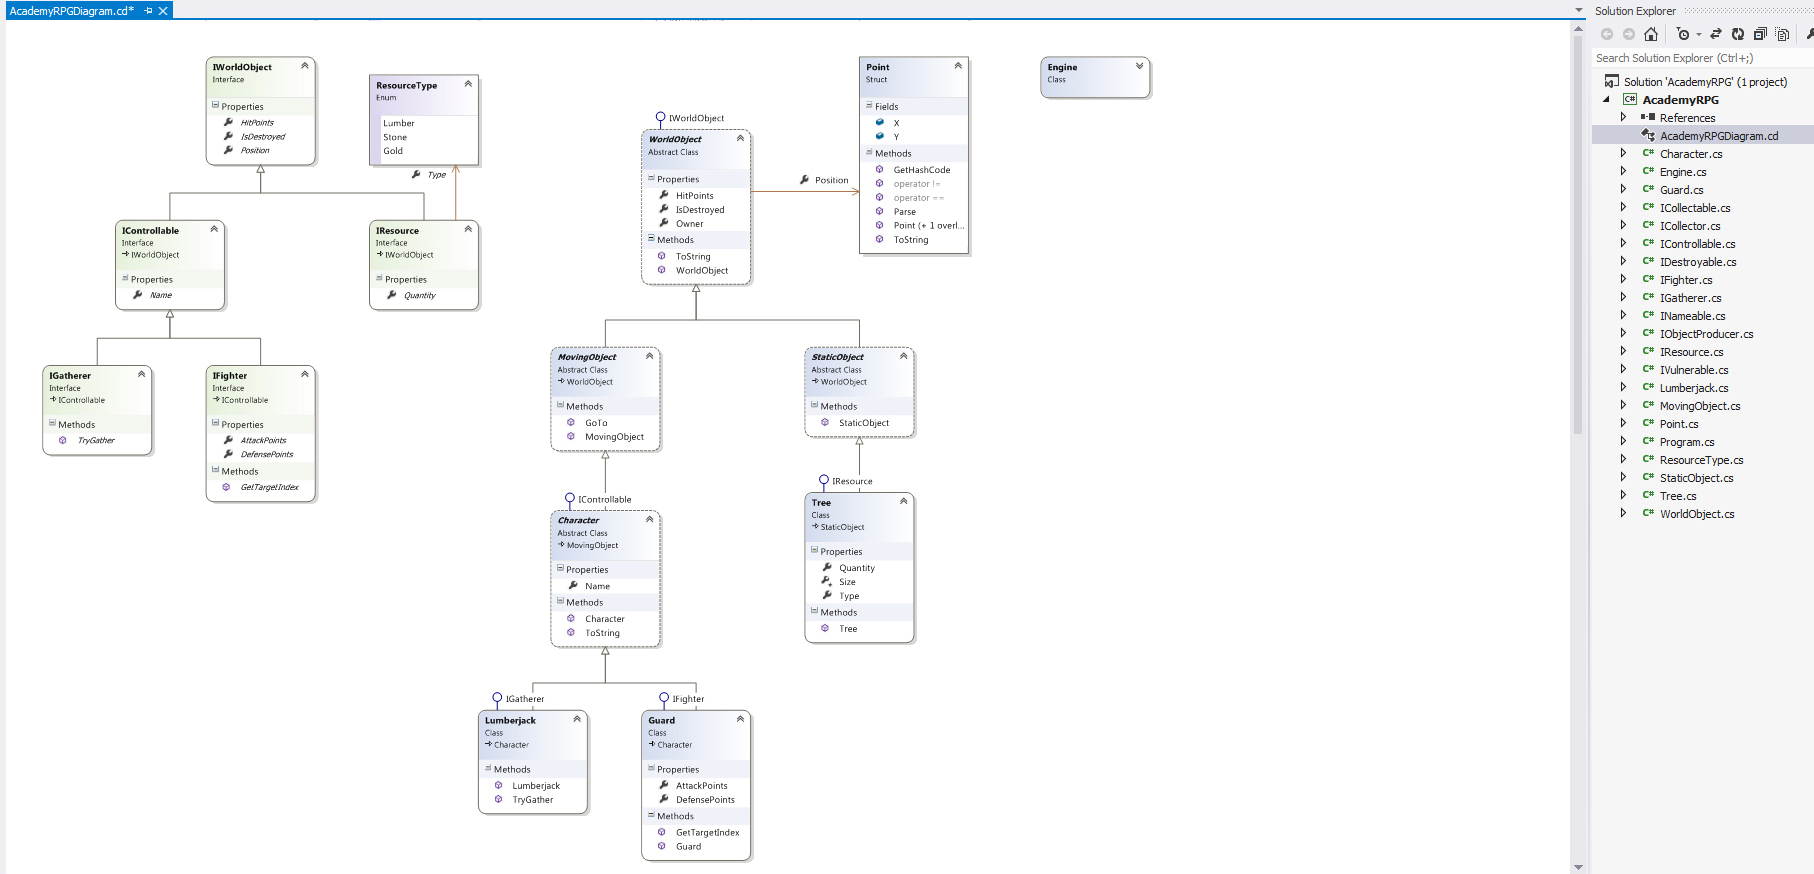 AcademyRPGDiagram.cd*
IWorldObject
Interface
Properties
HitPoints
IsDestroyed
Position
ResourceType
Enum
Lumber
Stone
Gold
Type
IControllable
Interface
IWorldObject
Properties
Name
IResource
Interface
IWorldObject
Properties
Quantity
IGatherer
Interface
IControllable
Methods
TryGather
IFighter
Interface
IControllable
Properties
AttackPoints
DefensePoints
Methods
GetTargetIndex
IWorldObject
WorldObject
Abstract Class
Properties
HitPoints
IsDestroyed
Owner
Methods
ToString
WorldObject
Position
Point
Struct
Fields
X
Y
Methods
GetHashCode
operator !=
operator ==
Parse
Point (+ 1 overl...
ToString
Engine
Class
MovingObject
Abstract Class
WorldObject
Methods
GoTo
MovingObject
StaticObject
Abstract Class
WorldObject
Methods
StaticObject
IControllable
Character
Abstract Class
MovingObject
Properties
Name
Methods
Character
ToString
IResource
Tree
Class
StaticObject
Properties
Quantity
Size
Type
Methods
Tree
IGatherer
Lumberjack
Class
Character
Methods
Lumberjack
TryGather
IFighter
Guard
Class
Character
Properties
AttackPoints
DefensePoints
Methods
GetTargetIndex
Guard
Solution Explorer
Search Solution Explorer (Ctrl+;)
Solution 'AcademyRPG' (1 project)
C# AcademyRPG
References
AcademyRPGDiagram.cd
C# Character.cs
C# Engine.cs
C# Guard.cs
C# ICollectable.cs
C# ICollector.cs
C# IControllable.cs
C# IDestroyable.cs
C# IFighter.cs
C# IGatherer.cs
C# INameable.cs
C# IObjectProducer.cs
C# IResource.cs
C# IVulnerable.cs
C# Lumberjack.cs
C# MovingObject.cs
C# Point.cs
C# Program.cs
C# ResourceType.cs
C# StaticObject.cs
C# Tree.cs
C# WorldObject.cs